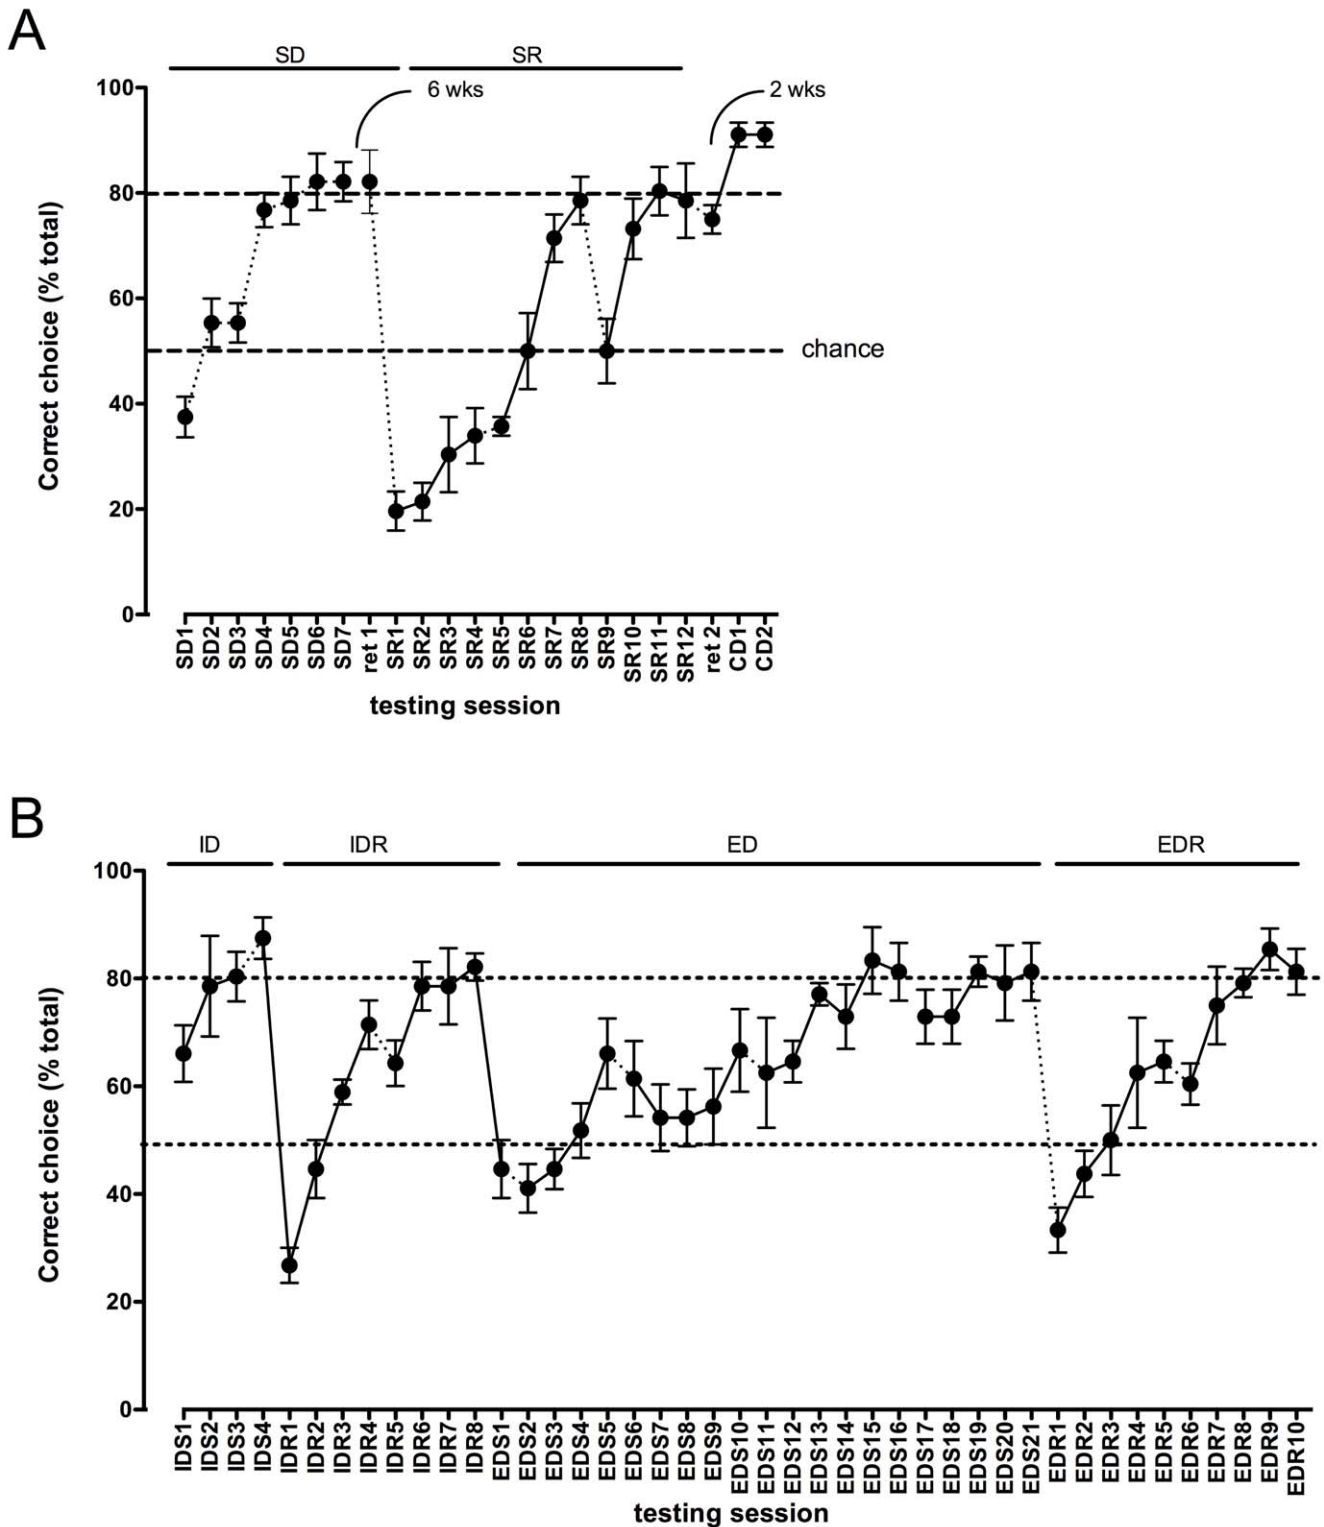 A
SD SR
6 wks 2 wks
100
80
60
chance
40
20
0
Correct choice (% total)
SD1 SD2 SD3 SD4 SD5 SD6 SD7 ret 1 SR1 SR2 SR3 SR4 SR5 SR6 SR7 SR8 SR9 SR10 SR11 SR12 ret 2 CD1 CD2
testing session
B
ID IDR ED EDR
100
80
60
40
20
0
Correct choice (% total)
IDS1 IDS2 IDS3 IDS4 IDR1 IDR2 IDR3 IDR4 IDR5 IDR6 IDR7 IDR8 EDS1 EDS2 EDS3 EDS4 EDS5 EDS6 EDS7 EDS8 EDS9 EDS10 EDS11 EDS12 EDS13 EDS14 EDS15 EDS16 EDS17 EDS18 EDS19 EDS20 EDS21 EDR1 EDR2 EDR3 EDR4 EDR5 EDR6 EDR7 EDR8 EDR9 EDR10
testing session